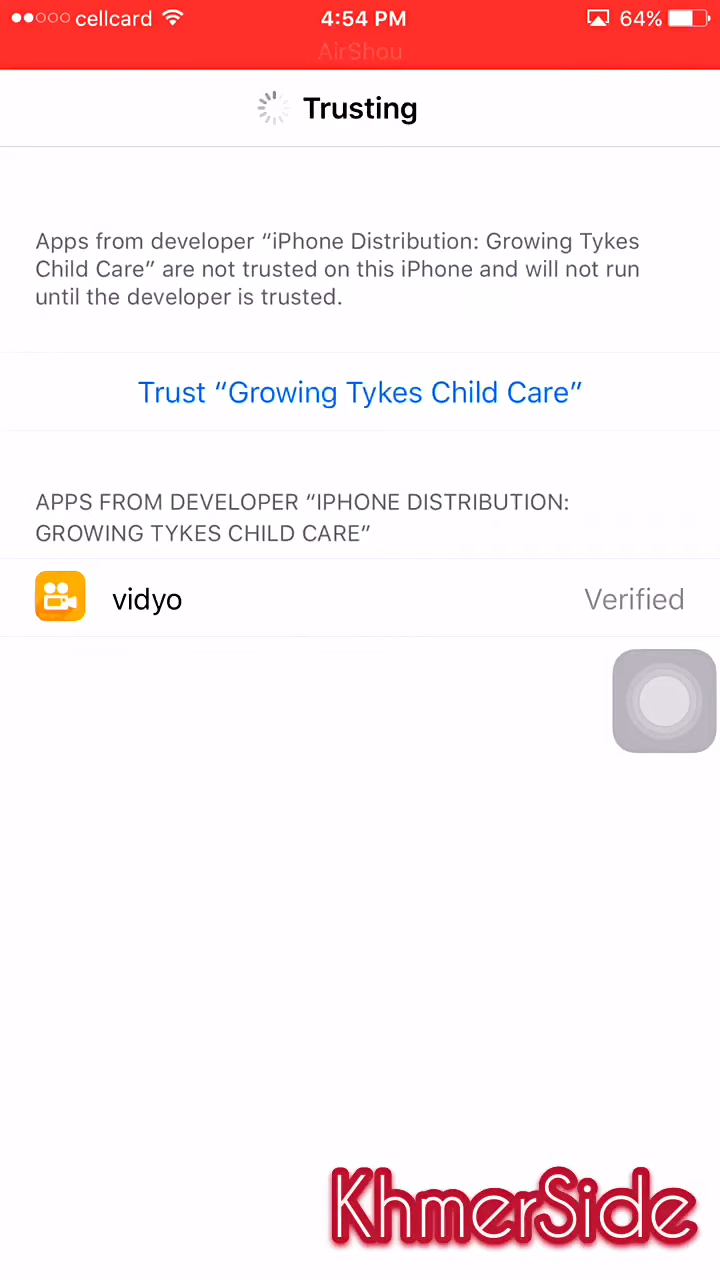 cellcard 4:54 PM 64%
AirShou
Trusting
Apps from developer “iPhone Distribution: Growing Tykes
Child Care” are not trusted on this iPhone and will not run
until the developer is trusted.
Trust “Growing Tykes Child Care”
APPS FROM DEVELOPER “IPHONE DISTRIBUTION:
GROWING TYKES CHILD CARE”
vidyo Verified
KhmerSide